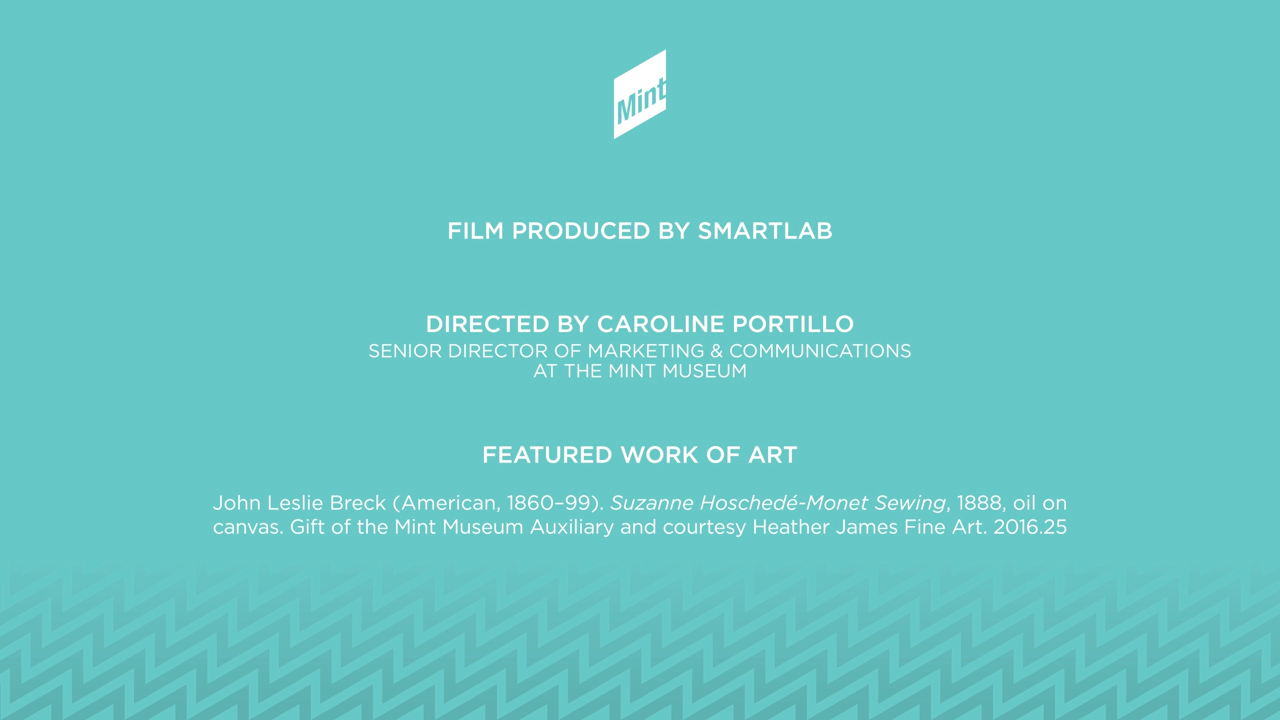 Mint
FILM PRODUCED BY SMARTLAB
DIRECTED BY CAROLINE PORTILLO
SENIOR DIRECTOR OF MARKETING & COMMUNICATIONS
AT THE MINT MUSEUM
FEATURED WORK OF ART
John Leslie Breck (American, 1860–99). Suzanne Hoschedé-Monet Sewing, 1888, oil on
canvas. Gift of the Mint Museum Auxiliary and courtesy Heather James Fine Art. 2016.25